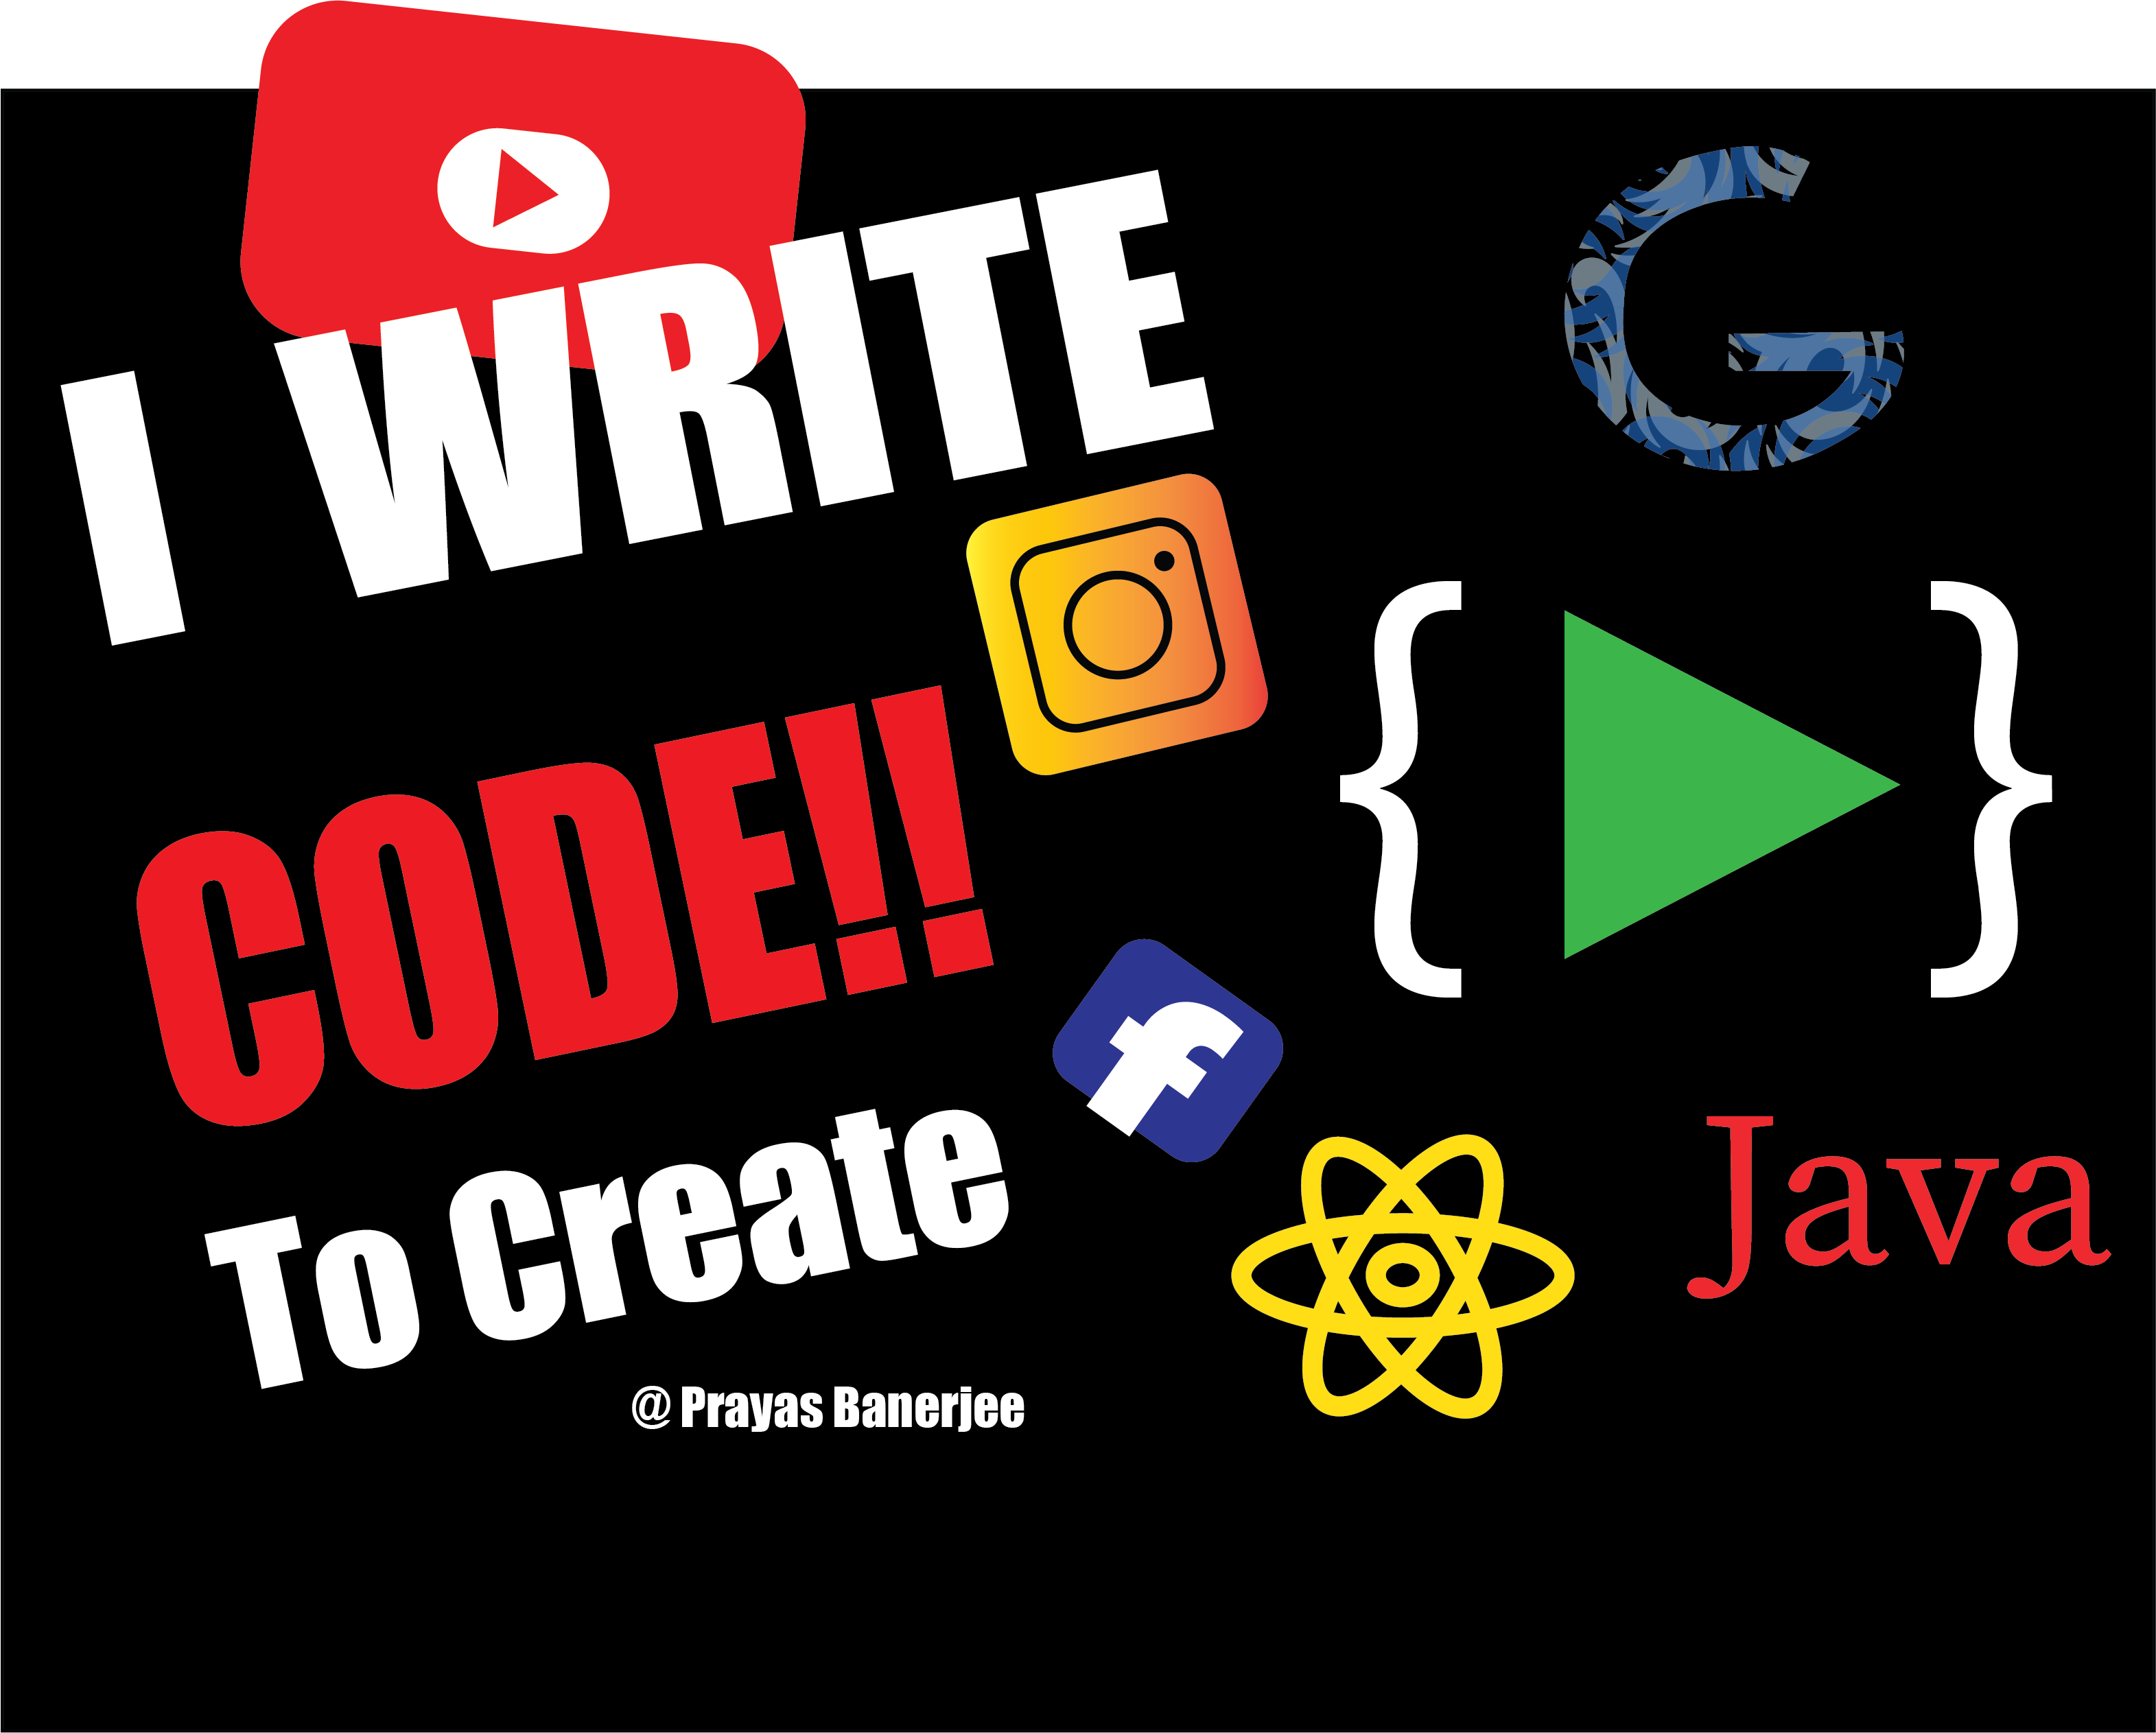 I WRITE
CODE!!
To Create
@ Prayas Banerjee
G
{ }
f
Java